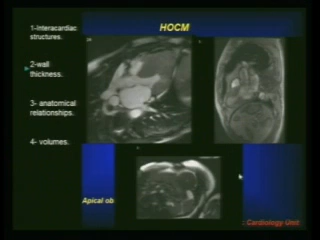 HOCM
1-Interacardiac
structures.
2-wall
thickness.
3- anatomical
relationships.
4- volumes.
Apical ob
: Cardiology Unit